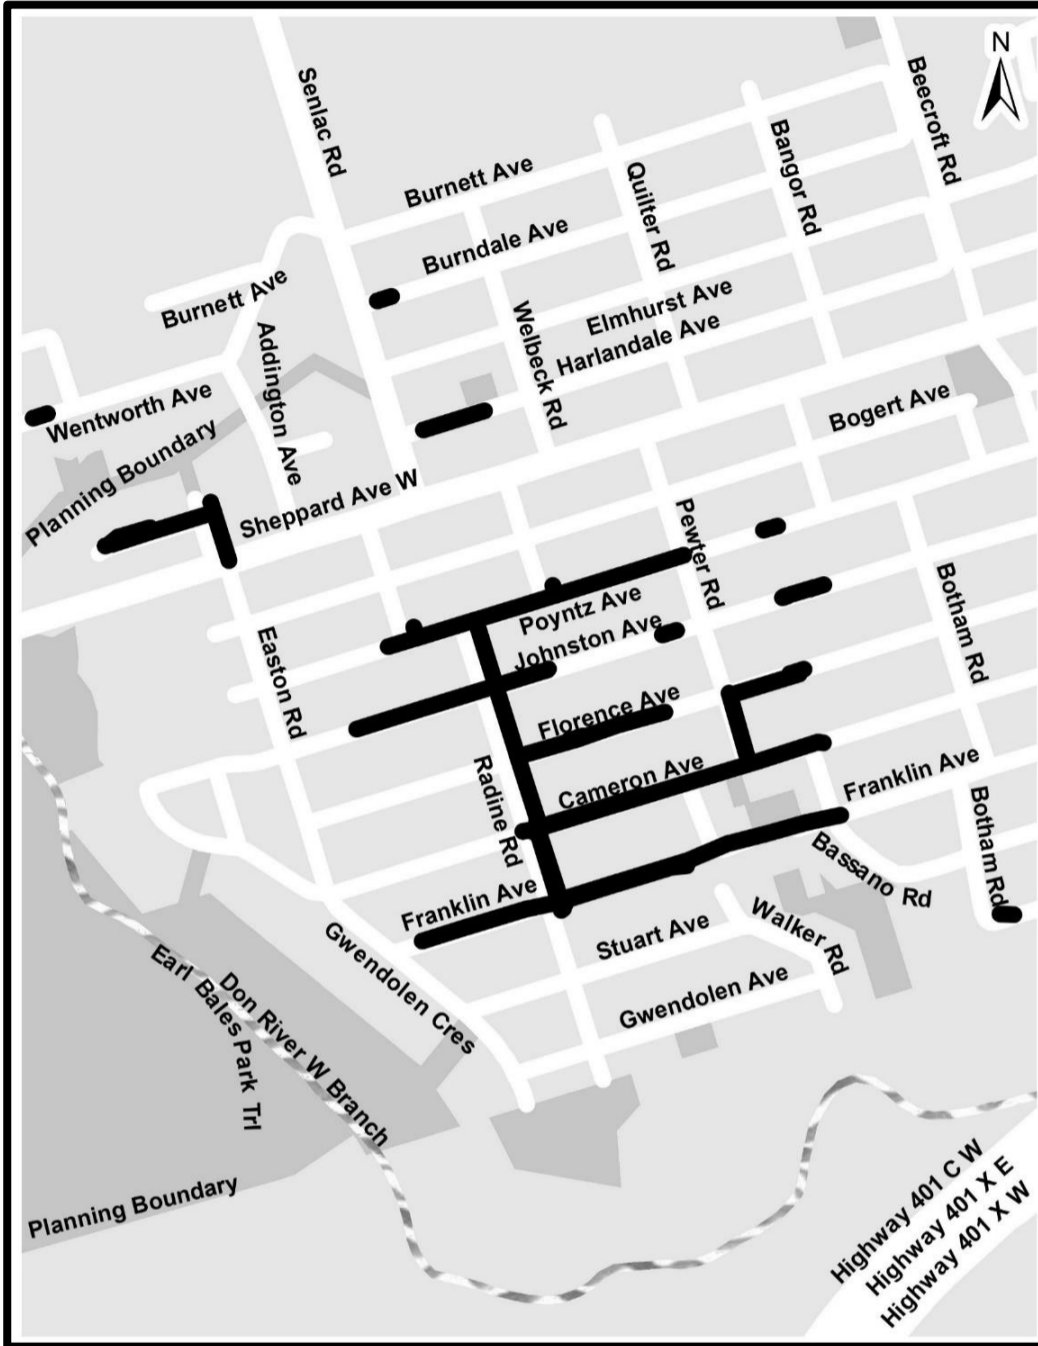 N
Senlac Rd
Beecroft Rd
Bangor Rd
Burnett Ave
Quilter Rd
Burndale Ave
Burnett Ave
Elmhurst Ave
Harlandale Ave
Welbeck Rd
Addington Ave
Wentworth Ave
Bogert Ave
Planning Boundary
Sheppard Ave W
Pewter Rd
Poyntz Ave
Johnston Ave
Botham Rd
Easton Rd
Florence Ave
Cameron Ave
Radine Rd
Franklin Ave
Botham Rd
Bassano Rd
Franklin Ave
Walker Rd
Stuart Ave
Gwendolen Cres
Gwendolen Ave
Earl Bales Park Trl
Don River W Branch
Planning Boundary
Highway 401 C W
Highway 401 X E
Highway 401 X W